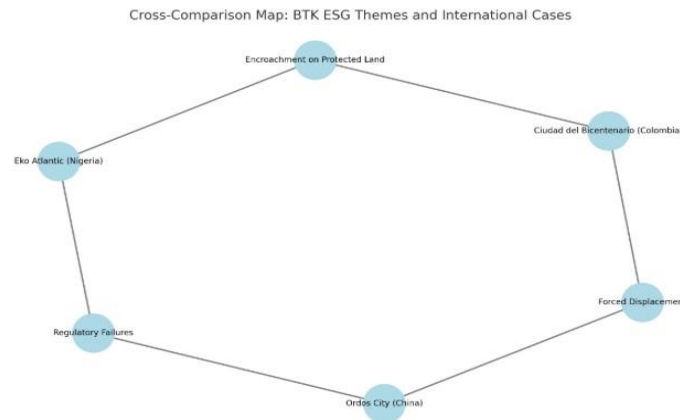 Cross-Comparison Map: BTK ESG Themes and International Cases
Encroachment on Protected Land
Ciudad del Bicentenario (Colombia
Eko Atlantic (Nigeria)
Forced Displacemen
Regulatory Failures
Ordos City (China)